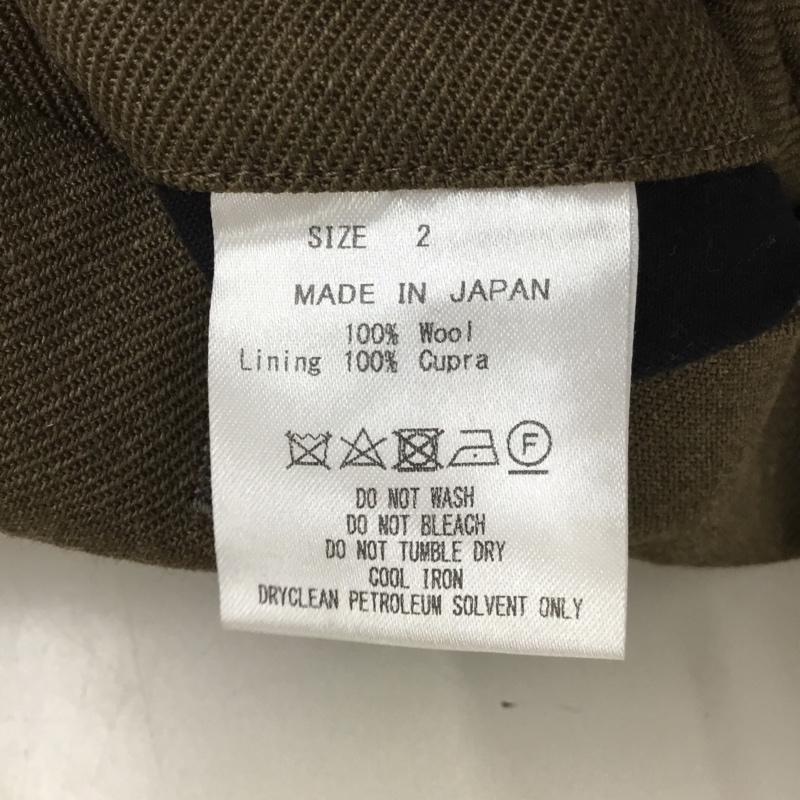 SIZE 2
MADE IN JAPAN
100% Wool
Lining 100% Cupra
F
DO NOT WASH
DO NOT BLEACH
DO NOT TUMBLE DRY
COOL IRON
DRYCLEAN PETROLEUM SOLVENT ONLY